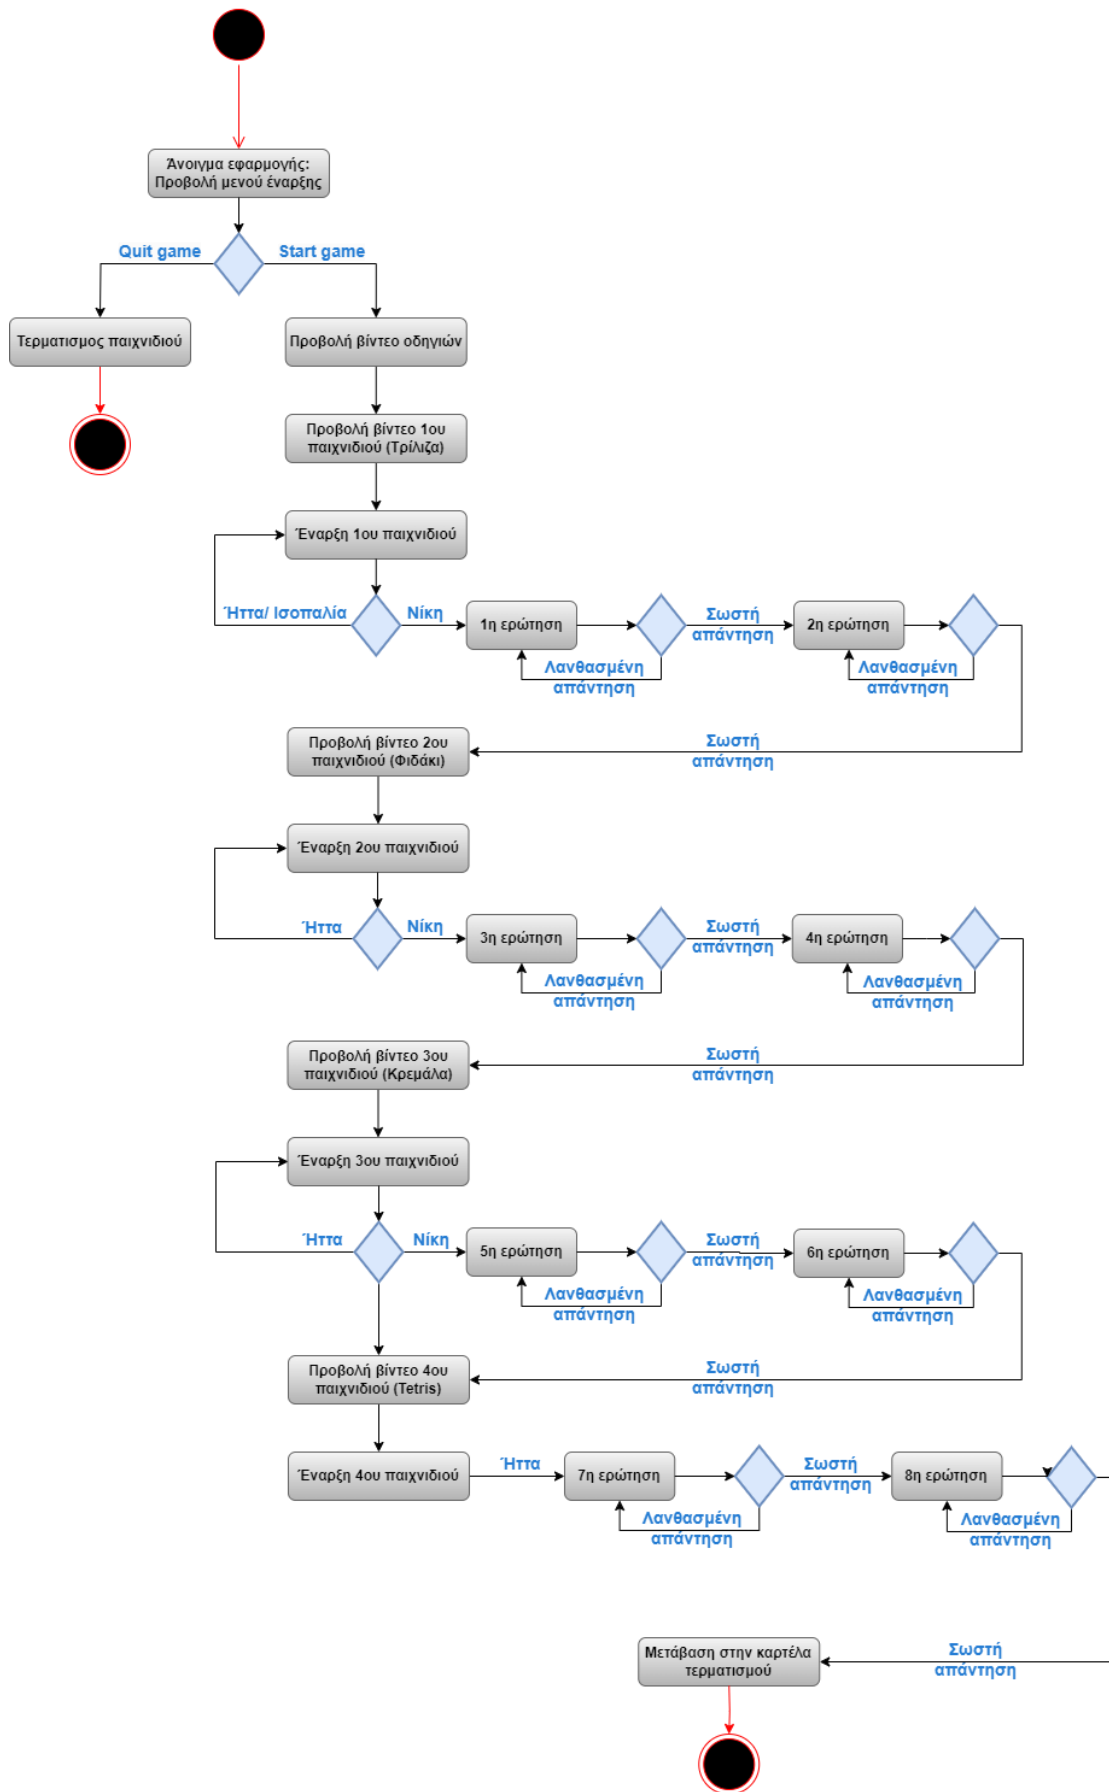 Άνοιγμα εφαρμογής:
Προβολή μενού έναρξης
Quit game
Start game
Τερματισμος παιχνιδιού
Προβολή βίντεο οδηγιών
Προβολή βίντεο 1ου
παιχνιδιού (Τρίλιζα)
Έναρξη 1ου παιχνιδιού
Ήττα/ Ισοπαλία
Νίκη
1η ερώτηση
Σωστή
απάντηση
2η ερώτηση
Λανθασμένη
απάντηση
Λανθασμένη
απάντηση
Προβολή βίντεο 2ου
παιχνιδιού (Φιδάκι)
Σωστή
απάντηση
Έναρξη 2ου παιχνιδιού
Ήττα
Νίκη
3η ερώτηση
Σωστή
απάντηση
4η ερώτηση
Λανθασμένη
απάντηση
Λανθασμένη
απάντηση
Προβολή βίντεο 3ου
παιχνιδιού (Κρεμάλα)
Σωστή
απάντηση
Έναρξη 3ου παιχνιδιού
Ήττα
Νίκη
5η ερώτηση
Σωστή
απάντηση
6η ερώτηση
Λανθασμένη
απάντηση
Λανθασμένη
απάντηση
Προβολή βίντεο 4ου
παιχνιδιού (Tetris)
Σωστή
απάντηση
Έναρξη 4ου παιχνιδιού
Ήττα
7η ερώτηση
Σωστή
απάντηση
8η ερώτηση
Λανθασμένη
απάντηση
Λανθασμένη
απάντηση
Μετάβαση στην καρτέλα
τερματισμού
Σωστή
απάντηση